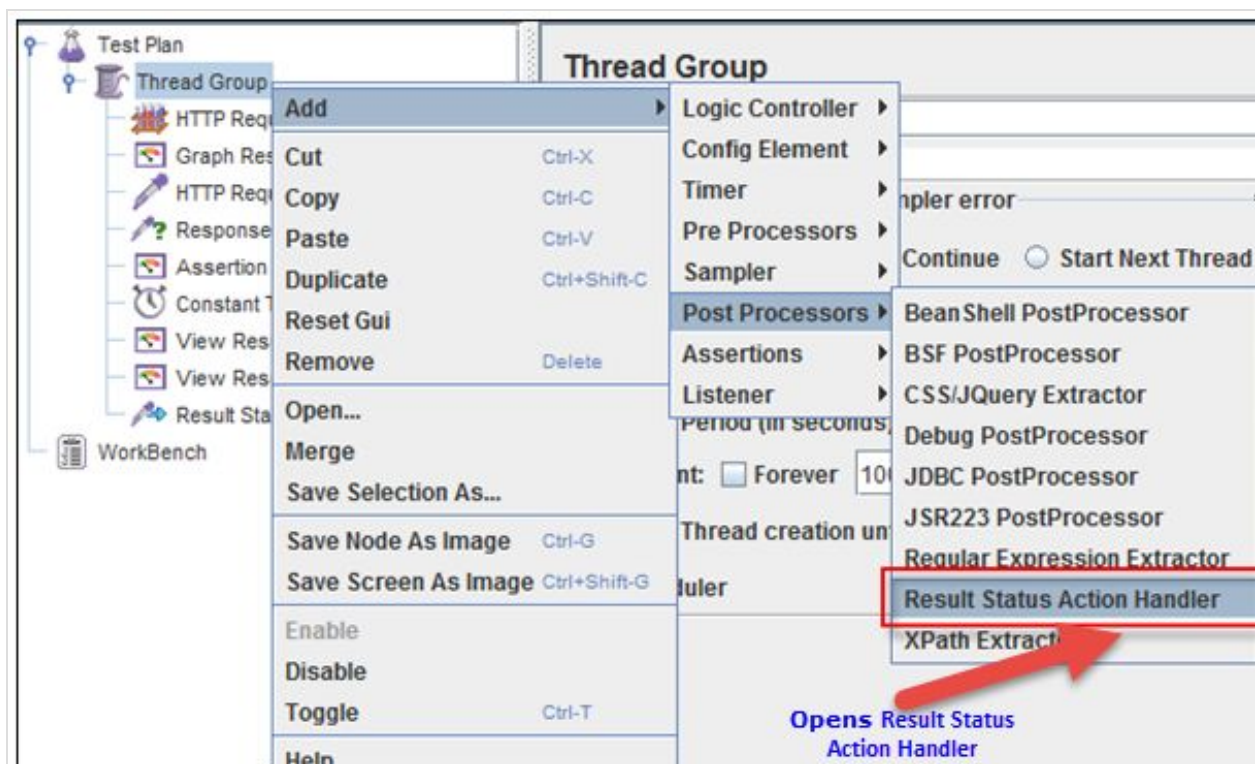 Test Plan
Thread Group
HTTP Requ
Graph Res
HTTP Requ
Response
Assertion
Constant T
View Res
View Res
Result Sta
WorkBench
Add
Cut Ctrl-X
Copy Ctrl-C
Paste Ctrl-V
Duplicate Ctrl+Shift-C
Reset Gui
Remove Delete
Open...
Merge
Save Selection As...
Save Node As Image Ctrl-G
Save Screen As Image Ctrl+Shift-G
Enable
Disable
Toggle Ctrl-T
Help
Thread Group
Logic Controller
Config Element
Timer
Pre Processors
Sampler
Post Processors
Assertions
Listener
mpler error
Continue Start Next Thread
Period (in seconds)
nt: Forever 100
Thread creation un
duler
BeanShell PostProcessor
BSF PostProcessor
CSS/JQuery Extractor
Debug PostProcessor
JDBC PostProcessor
JSR223 PostProcessor
Regular Expression Extractor
Result Status Action Handler
XPath Extracto
Opens Result Status
Action Handler